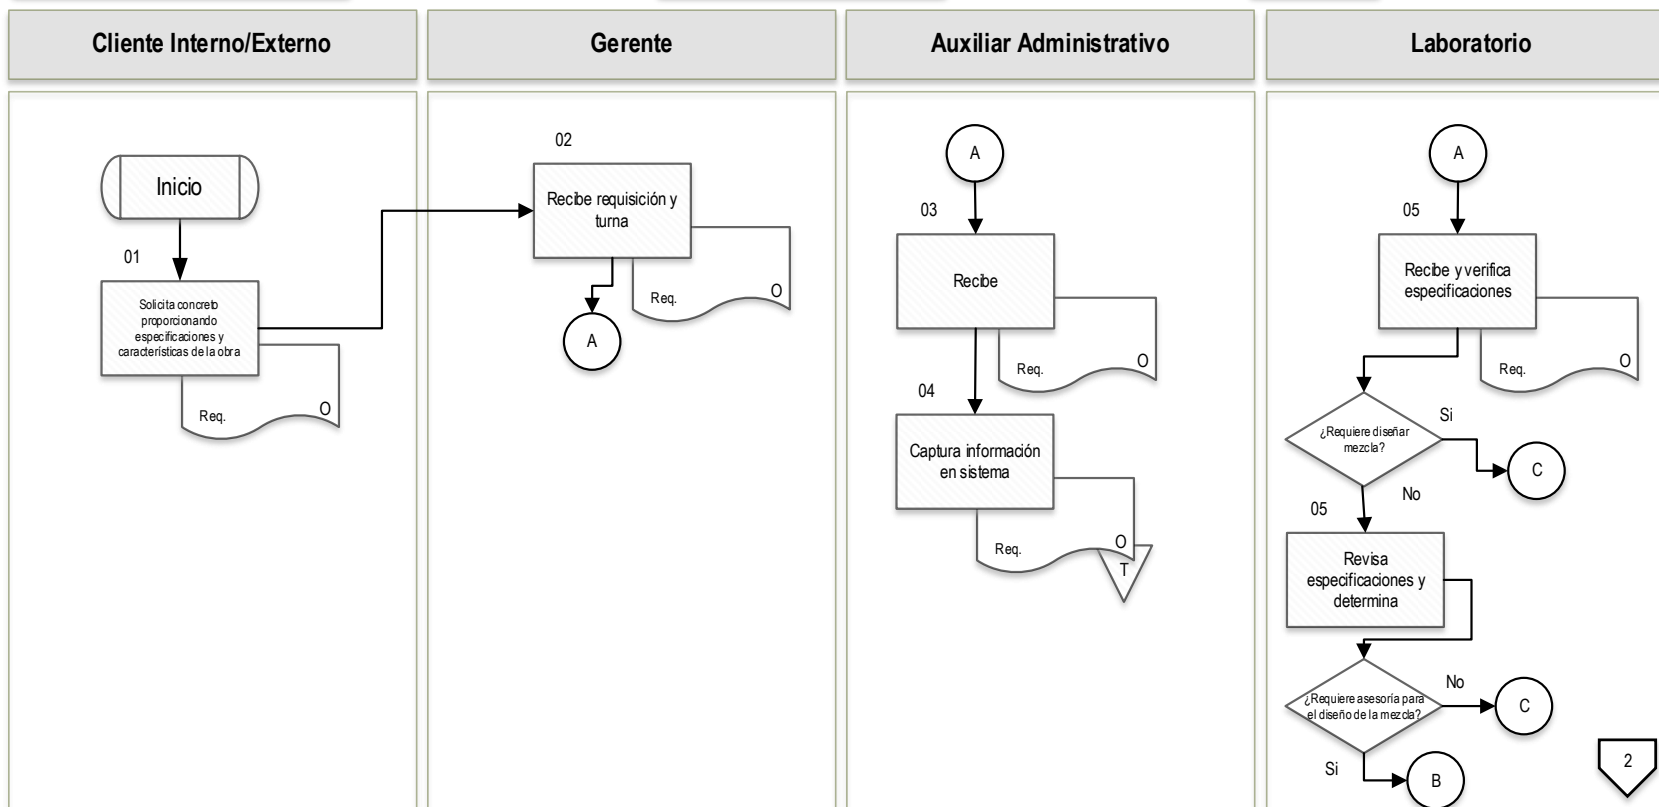 Cliente Interno/Externo
Gerente
Auxiliar Administrativo
Laboratorio
Inicio
01
Solicita concreto
proporcionando
especificaciones y
características de la obra
Req.
O
02
Recibe requisición y
turna
Req.
O
A
A
03
Recibe
Req.
O
04
Captura información
en sistema
Req.
O
T
A
05
Recibe y verifica
especificaciones
Req.
O
¿Requiere diseñar
mezcla?
Si
C
No
05
Revisa
especificaciones y
determina
¿Requiere asesoría para
el diseño de la mezcla?
No
C
Si
B
2